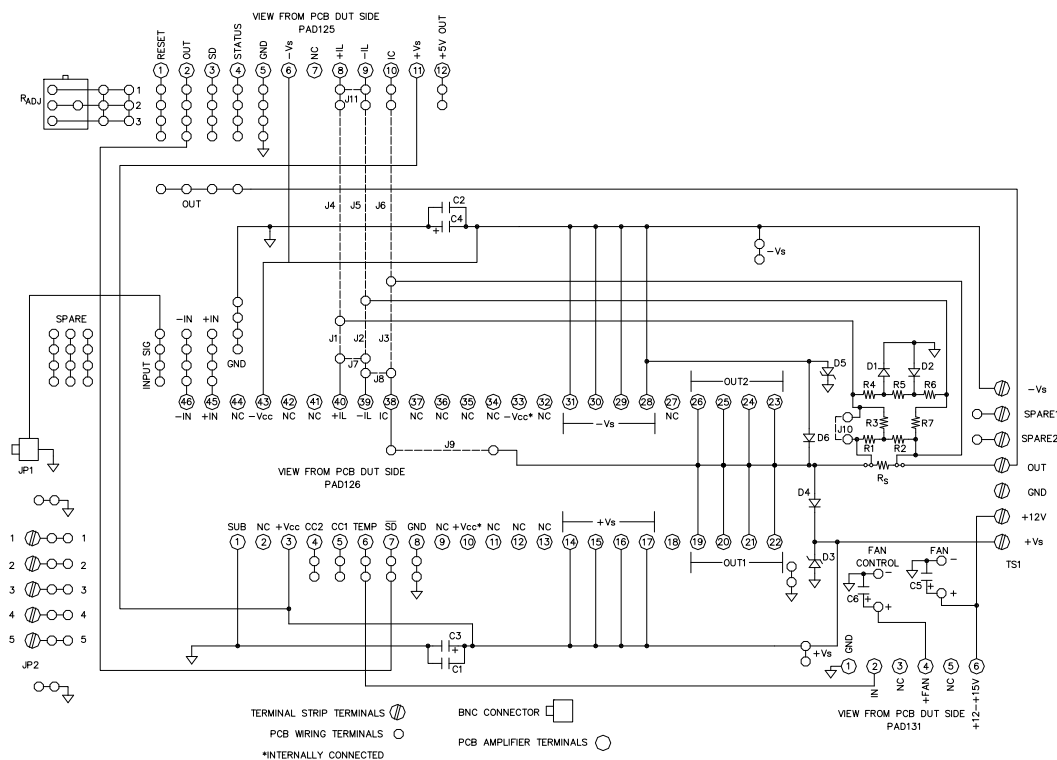 VIEW FROM PCB DUT SIDE
PAD125
RESET OUT SD STATUS GND -Vs NC +IL -IL IC +Vs +5V OUT
1 2 3 4 5 6 7 8 9 10 11 12
RADJ
1
2
3
J11
OUT
J4 J5 J6
C2
C4
+
-Vs
SPARE
INPUT SIG
-IN +IN
GND
J1 J2 J3
J7
J8
46 45 44 43 42 41 40 39 38 37 36 35 34 33 32 31 30 29 28 27 26 25 24 23
-IN +IN NC -Vcc NC NC +IL -IL IC NC NC NC NC -Vcc* NC -Vs NC
OUT2
D5
D6
D1 D2
R4 R5 R6
R3 R7
J10
R1 R2
RS
-Vs
SPARE1
SPARE2
OUT
GND
+12V
+Vs
TS1
JP1
J9
VIEW FROM PCB DUT SIDE
PAD126
D4
D3
SUB NC +Vcc CC2 CC1 TEMP SD GND NC +Vcc* NC NC NC +Vs
1 2 3 4 5 6 7 8 9 10 11 12 13 14 15 16 17 18 19 20 21 22
OUT1
1 1
2 2
3 3
4 4
5 5
JP2
C3
+
C1
+Vs
FAN CONTROL
-
C6 +
+
FAN
-
C5 +
+
GND
1 2 3 4 5 6
IN NC +FAN NC +12-+15V
VIEW FROM PCB DUT SIDE
PAD131
TERMINAL STRIP TERMINALS
PCB WIRING TERMINALS
*INTERNALLY CONNECTED
BNC CONNECTOR
PCB AMPLIFIER TERMINALS